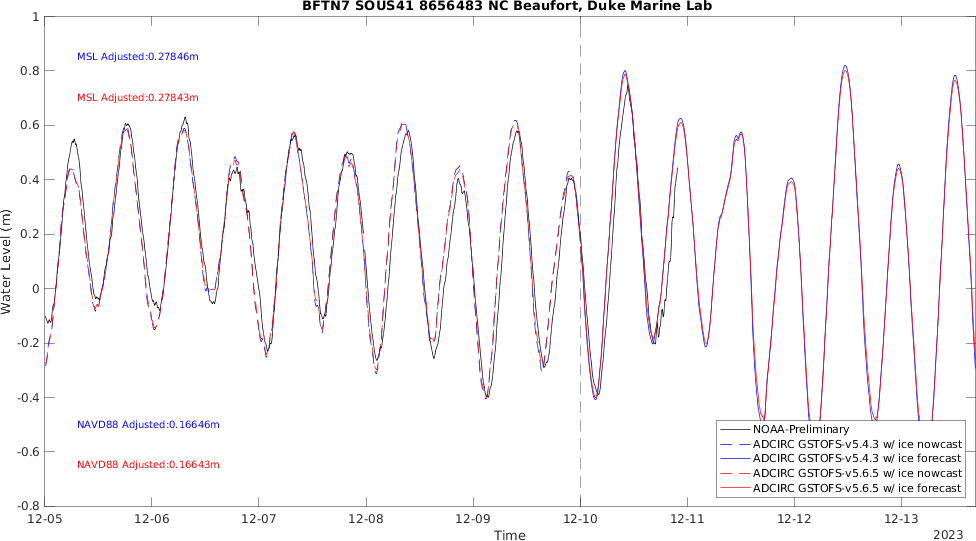 BFTN7 SOUS41 8656483 NC Beaufort, Duke Marine Lab
1
0.8
0.6
0.4
0.2
0
-0.2
-0.4
-0.6
-0.8
Water Level (m)
MSL Adjusted:0.27846m
MSL Adjusted:0.27843m
NAVD88 Adjusted:0.16646m
NAVD88 Adjusted:0.16643m
NOAA-Preliminary
ADCIRC GSTOFS-v5.4.3 w/ ice nowcast
ADCIRC GSTOFS-v5.4.3 w/ ice forecast
ADCIRC GSTOFS-v5.6.5 w/ ice nowcast
ADCIRC GSTOFS-v5.6.5 w/ ice forecast
12-05 12-06 12-07 12-08 12-09 12-10 12-11 12-12 12-13
Time
2023